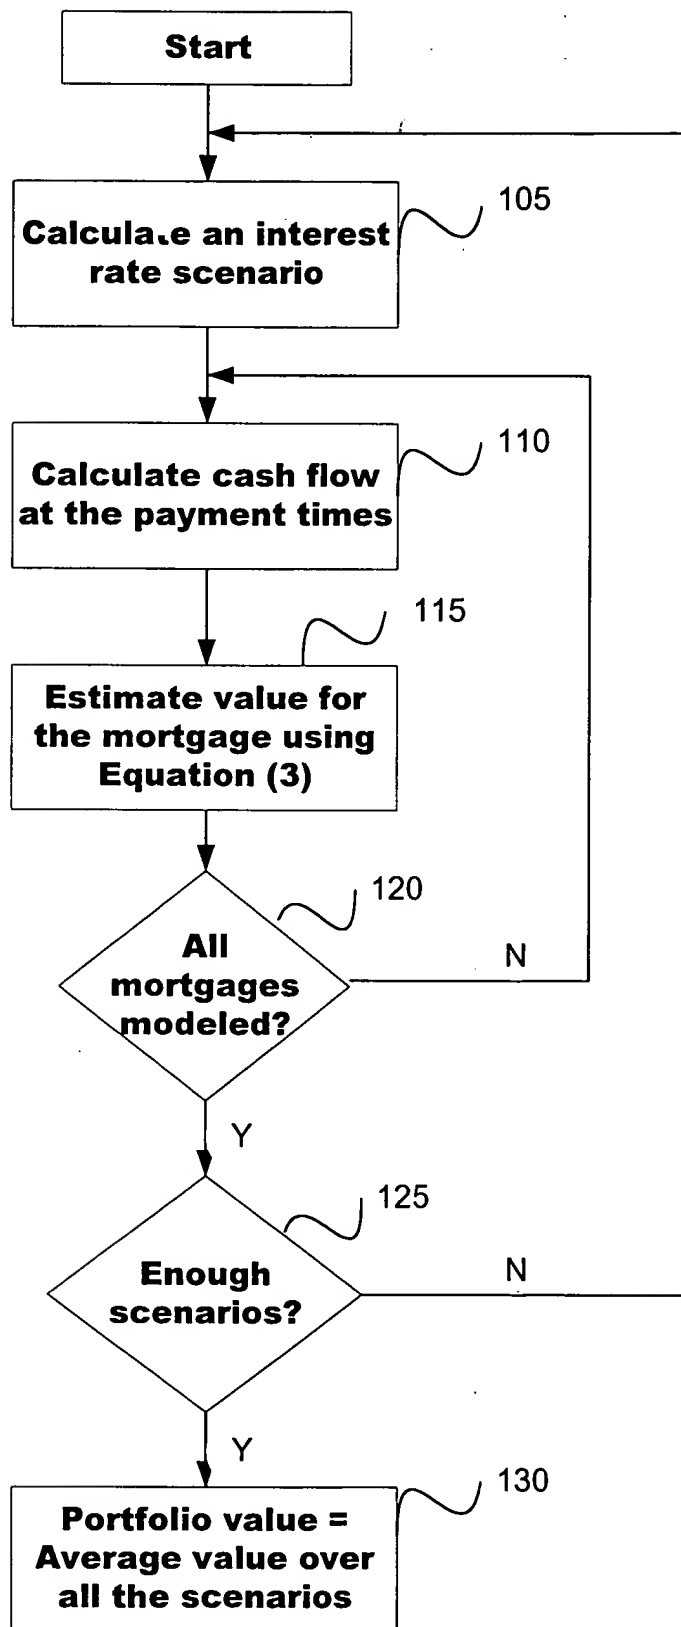 Start
105
Calculate an interest
rate scenario
110
Calculate cash flow
at the payment times
115
Estimate value for
the mortgage using
Equation (3)
120
All
mortgages
modeled?
N
Y
125
Enough
scenarios?
N
Y
130
Portfolio value =
Average value over
all the scenarios